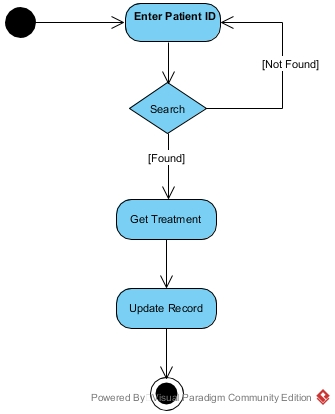 Enter Patient ID
[Not Found]
Search
[Found]
Get Treatment
Update Record
Powered By Visual Paradigm Community Edition